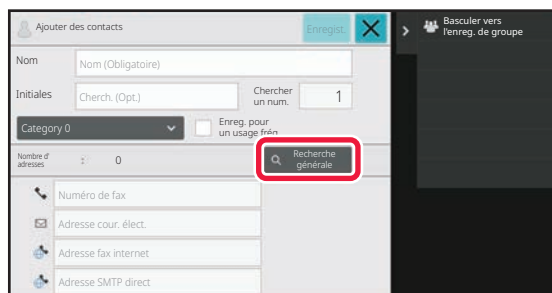 Ajouter des contacts
Enregist.
Basculer vers
l'enreg. de groupe
Nom
Nom (Obligatoire)
Initiales
Cherch. (Opt.)
Chercher
un num.
1
Category 0
Enreg. pour
un usage fréq.
Nombre d'
adresses
:
0
Recherche
générale
Numéro de fax
Adresse cour. élect.
Adresse fax internet
Adresse SMTP direct